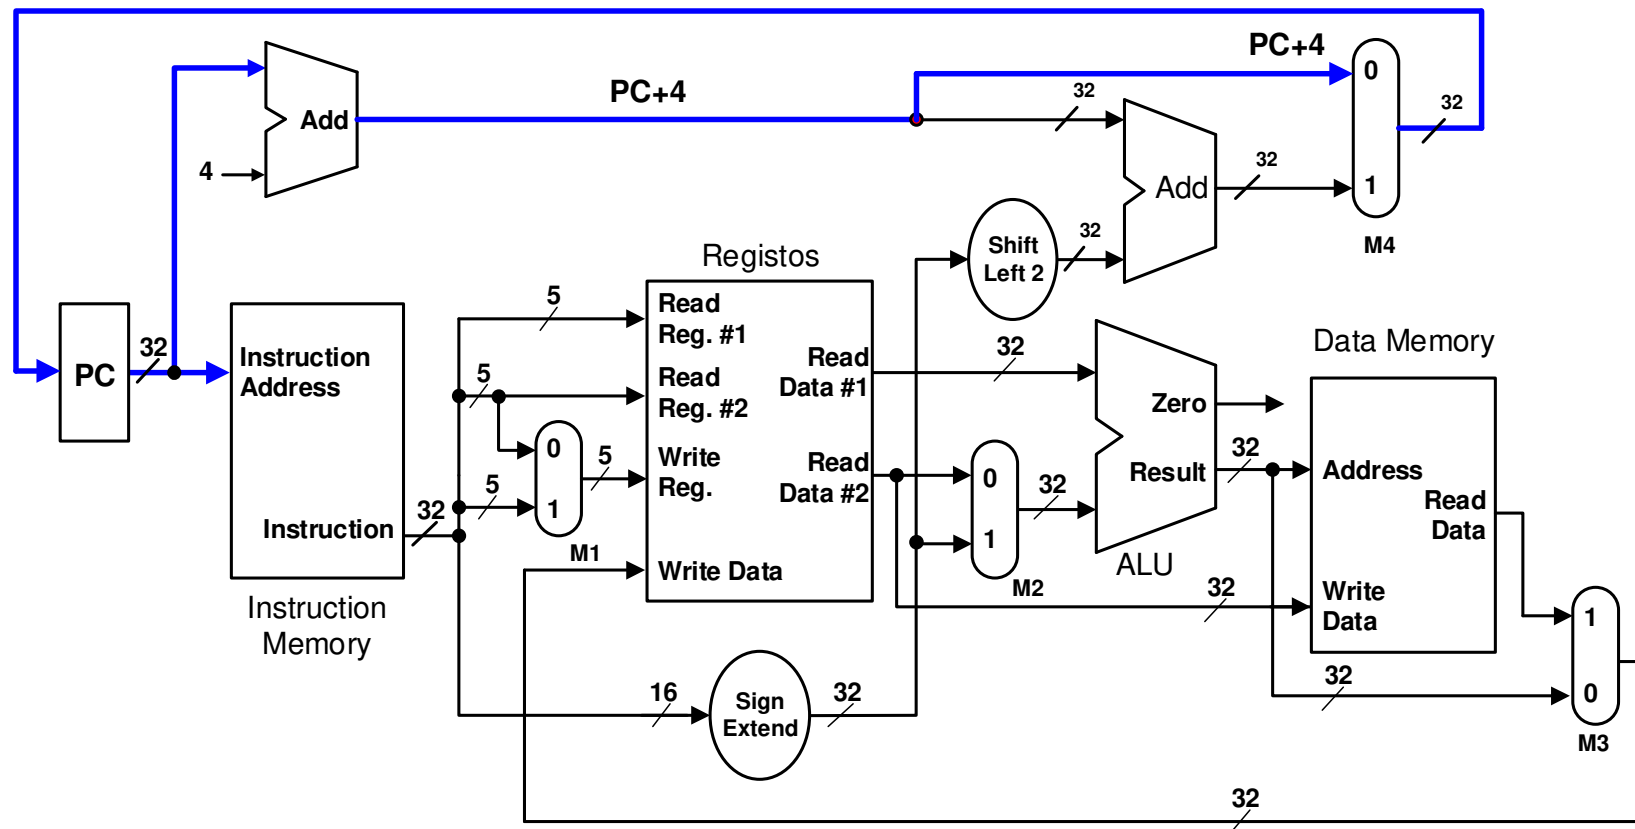 PC+4
PC+4
32
0
32
Add
4
32
Add
1
Shift
Left 2
32
M4
Registos
Read
Reg. #1
5
PC
32
Instruction
Address
Read
Data #1
32
Data Memory
5
Read
Reg. #2
Zero
0
5
Write
Reg.
Read
Data #2
0
32
Result
32
Address
Read
Data
5
1
32
Instruction
M1
1
M2
ALU
Write Data
Instruction
Memory
32
Write
Data
1
16
Sign
Extend
32
32
0
M3
32